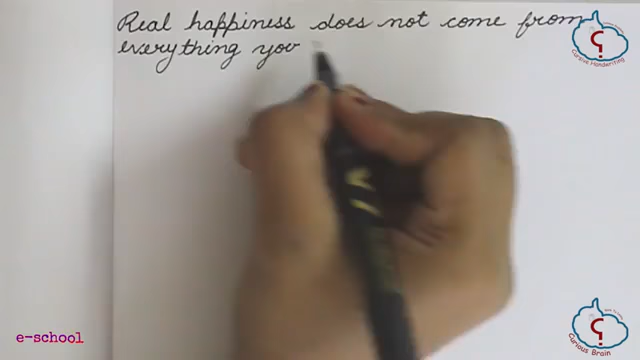 Real happiness does not come from
everything you
Cursive Handwriting
e-school
Curious Brain